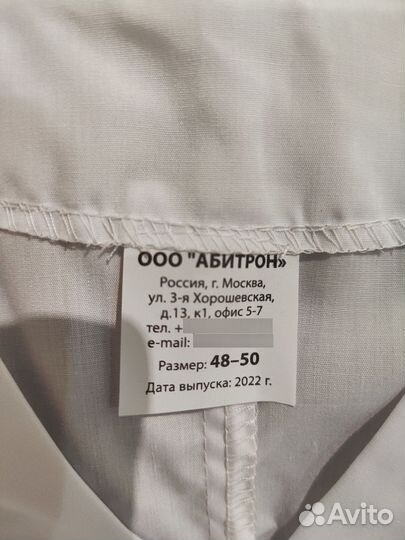 ООО "АБИТРОН»
Россия, г. Москва,
ул. 3-я Хорошевская,
д.13, к1, офис 5-7
тел. +
e-mail:
Размер: 48–50
Дата выпуска: 2022 г.
Avito